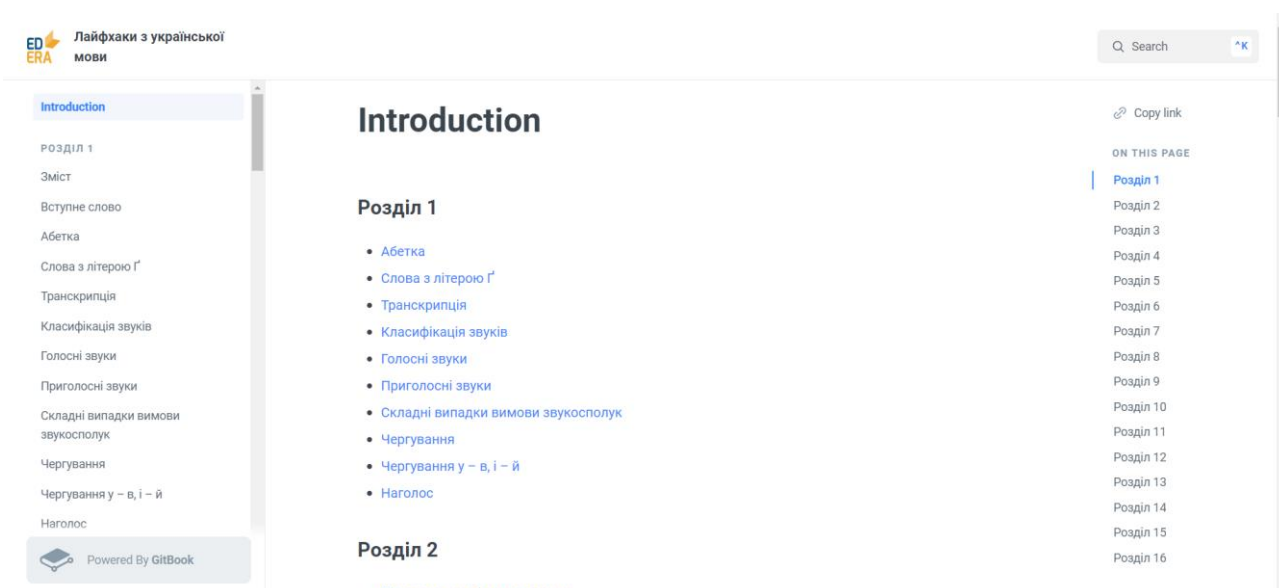 ED
ERA
Лайфхаки з української
мови
Search
^K
Introduction
РОЗДІЛ 1
Зміст
Вступне слово
Абетка
Слова з літерою Ґ
Транскрипція
Класифікація звуків
Голосні звуки
Приголосні звуки
Складні випадки вимови
звукосполук
Чергування
Чергування у – в, і – й
Наголос
Powered By GitBook
Introduction
Розділ 1
• Абетка
• Слова з літерою Ґ
• Транскрипція
• Класифікація звуків
• Голосні звуки
• Приголосні звуки
• Складні випадки вимови звукосполук
• Чергування
• Чергування у – в, і – й
• Наголос
Розділ 2
Copy link
ON THIS PAGE
Розділ 1
Розділ 2
Розділ 3
Розділ 4
Розділ 5
Розділ 6
Розділ 7
Розділ 8
Розділ 9
Розділ 10
Розділ 11
Розділ 12
Розділ 13
Розділ 14
Розділ 15
Розділ 16